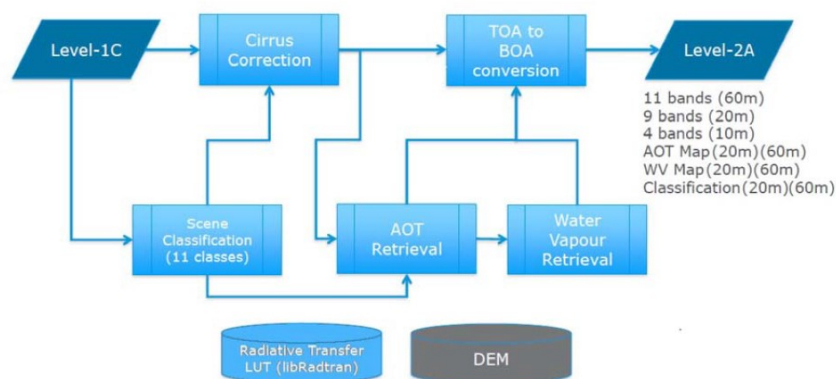 Level-1C
Cirrus
Correction
TOA to
BOA
conversion
Level-2A
11 bands (60m)
9 bands (20m)
4 bands (10m)
AOT Map(20m)(60m)
WV Map(20m)(60m)
Classification(20m)(60m)
Scene
Classification
(11 classes)
AOT
Retrieval
Water
Vapour
Retrieval
Radiative Transfer
LUT (libRadtran)
DEM